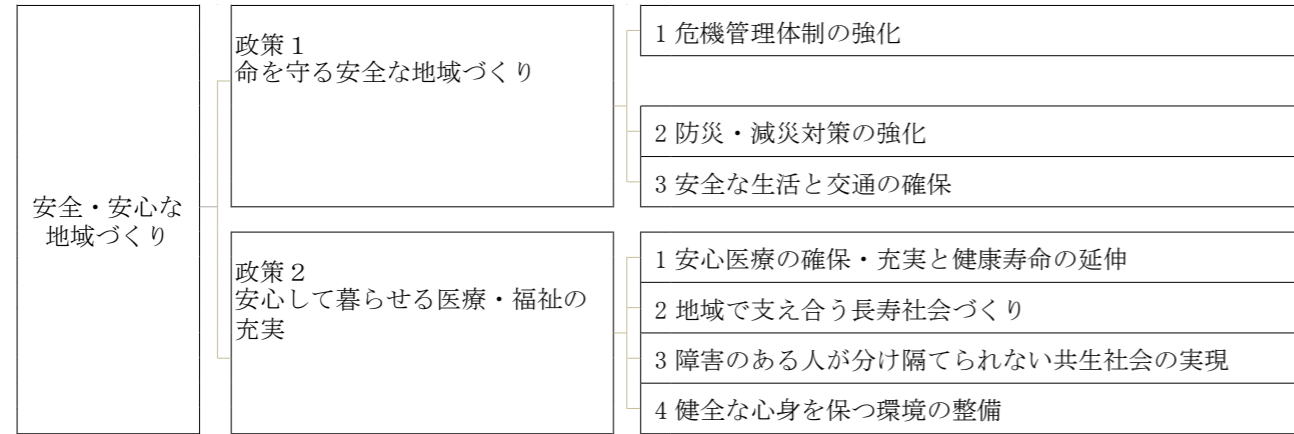 安全・安心な
地域づくり
政策１
命を守る安全な地域づくり
1 危機管理体制の強化
2 防災・減災対策の強化
3 安全な生活と交通の確保
政策２
安心して暮らせる医療・福祉の
充実
1 安心医療の確保・充実と健康寿命の延伸
2 地域で支え合う長寿社会づくり
3 障害のある人が分け隔てられない共生社会の実現
4 健全な心身を保つ環境の整備